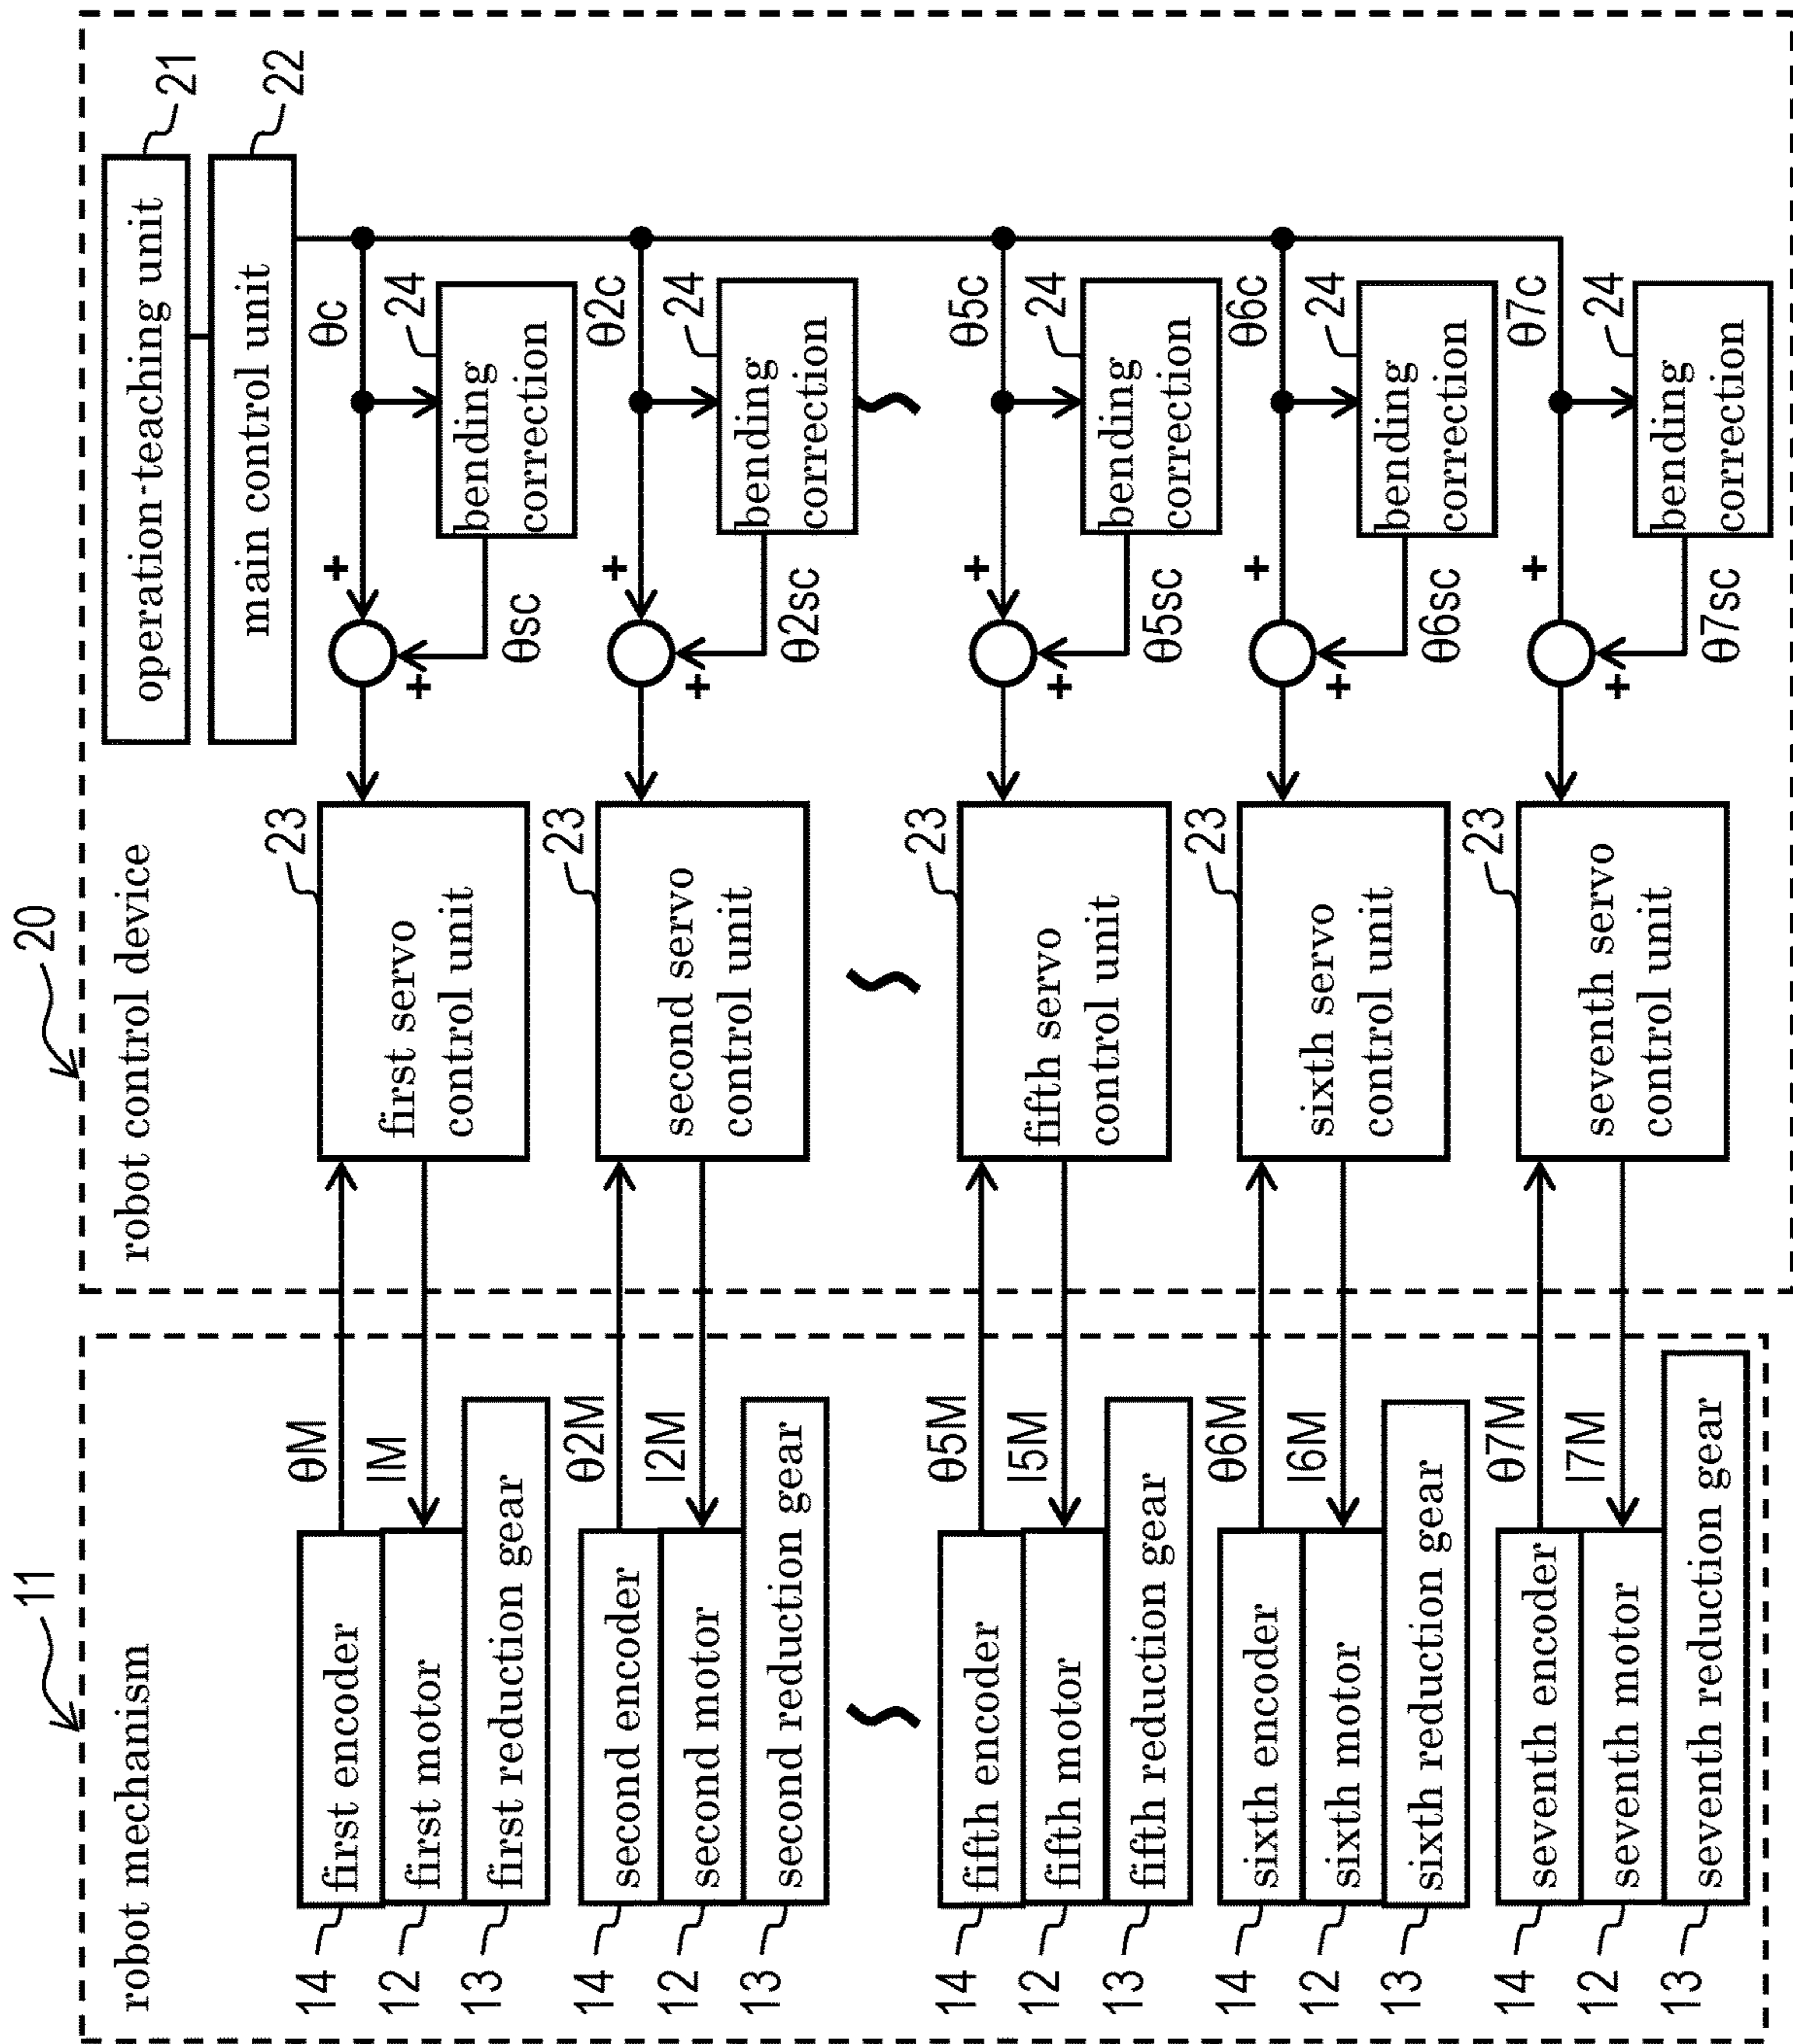 11
20
robot mechanism
robot control device
operation-teaching unit
21
main control unit
22
14
first encoder
θM
12
first motor
IM
13
first reduction gear
23
first servo
control unit
+
+
θc
θsc
24
bending
correction
14
second encoder
θ2M
12
second motor
I2M
13
second reduction gear
23
second servo
control unit
+
+
θ2c
θ2sc
24
bending
correction
14
fifth encoder
θ5M
12
fifth motor
I5M
13
fifth reduction gear
23
fifth servo
control unit
+
+
θ5c
θ5sc
24
bending
correction
14
sixth encoder
θ6M
12
sixth motor
I6M
13
sixth reduction gear
23
sixth servo
control unit
+
+
θ6c
θ6sc
24
bending
correction
14
seventh encoder
θ7M
12
seventh motor
I7M
13
seventh reduction gear
23
seventh servo
control unit
+
+
θ7c
θ7sc
24
bending
correction